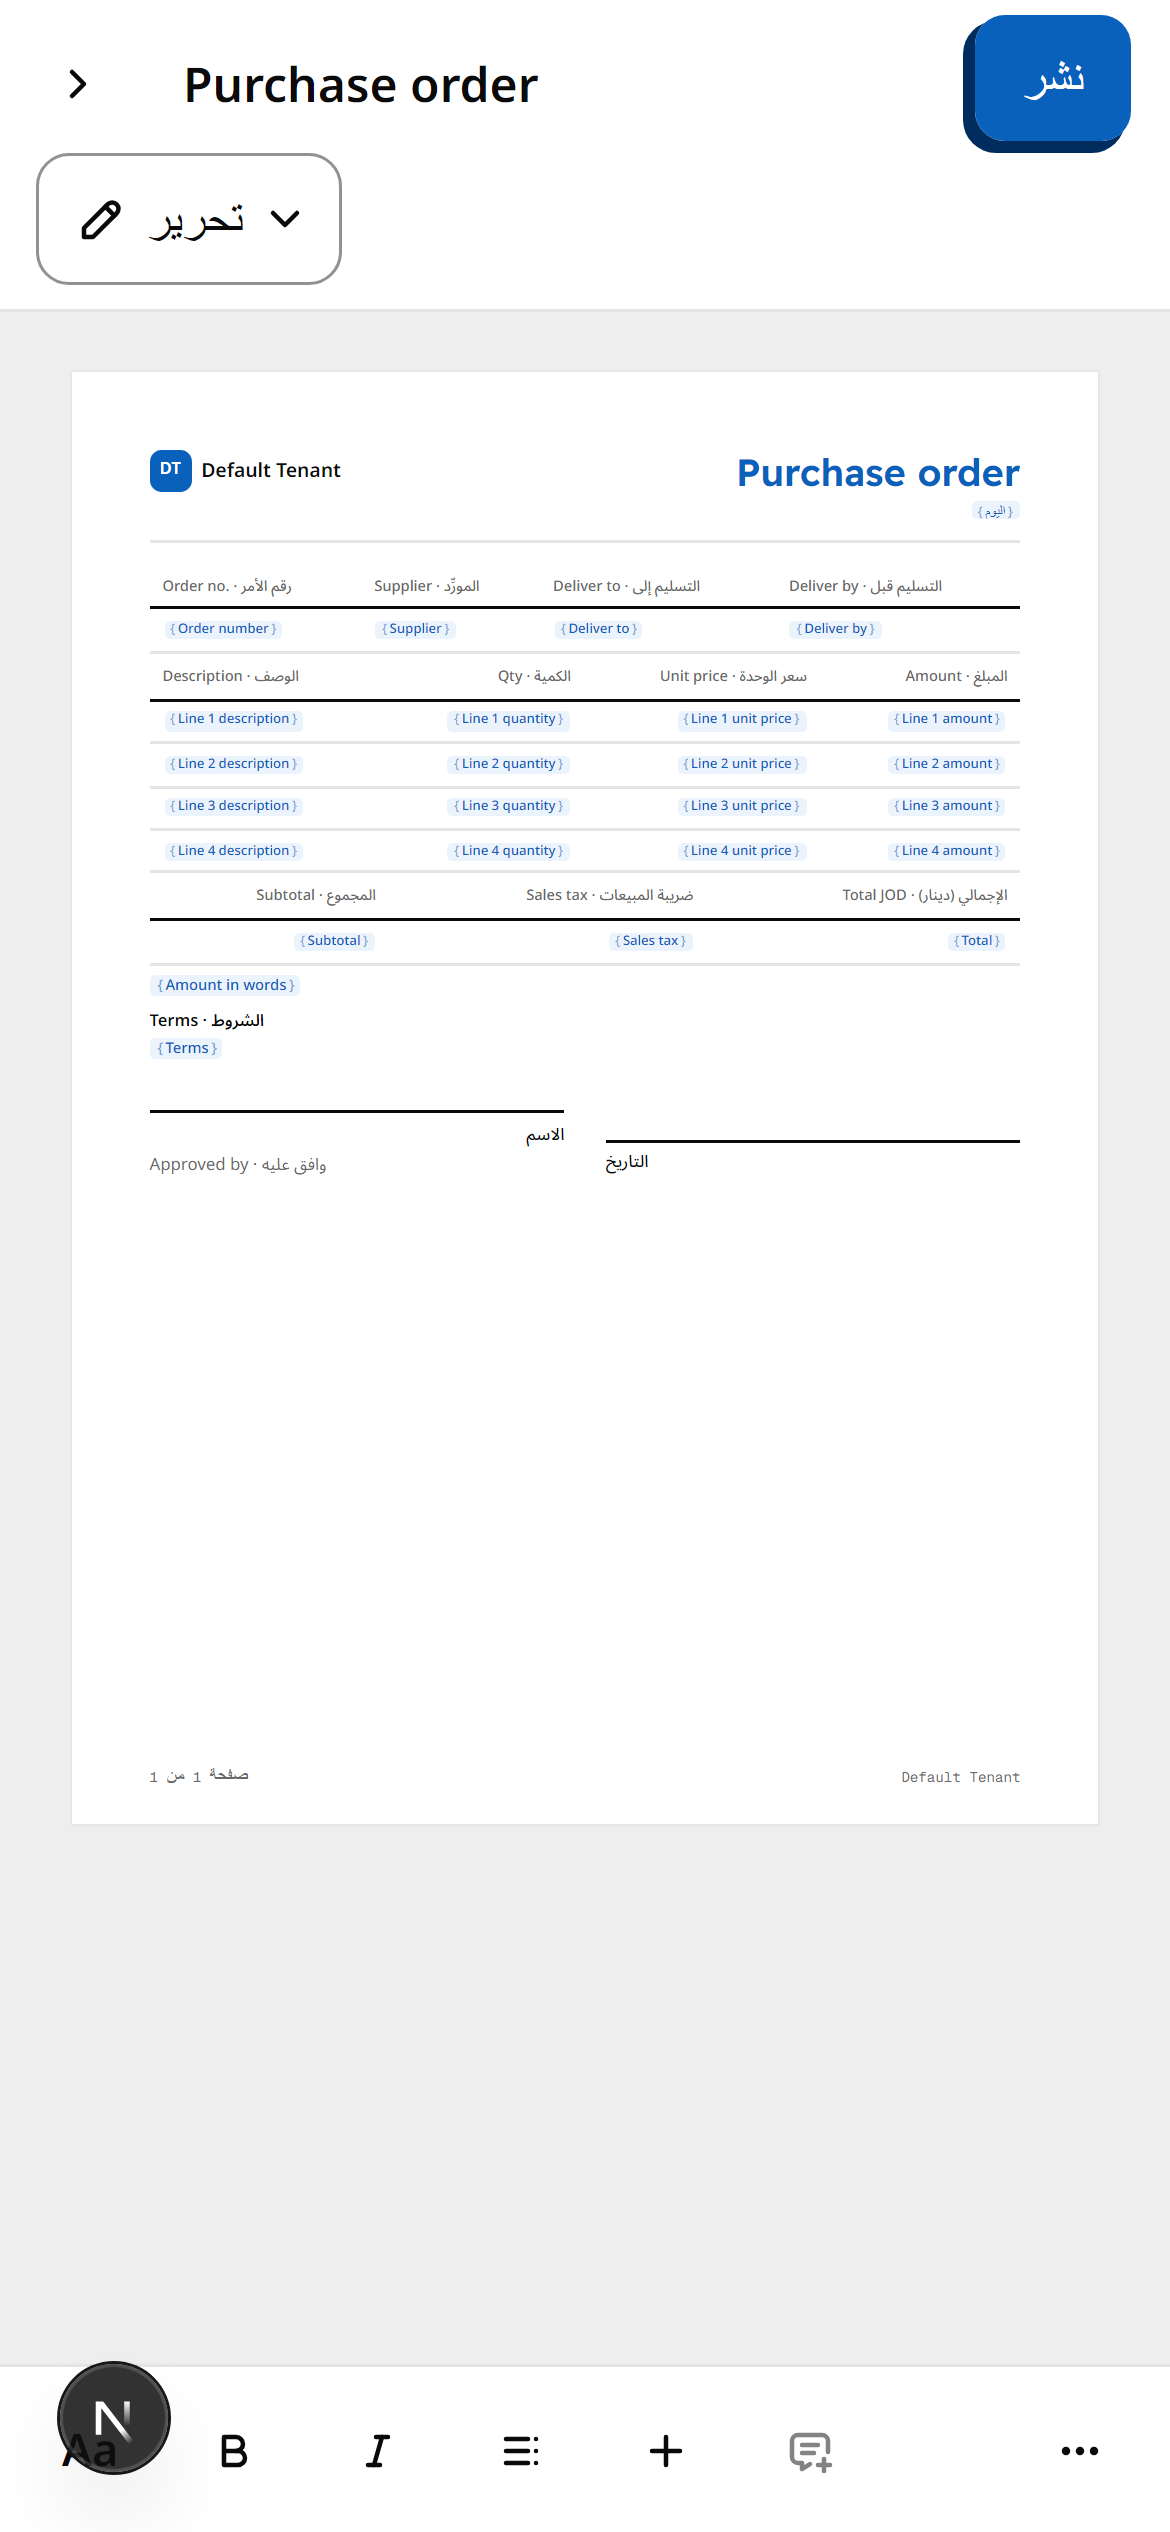 Purchase order
نشر
تحرير
DT Default Tenant
Purchase order
{اليوم}
Order no. · رقم الأمر Supplier · المورِّد Deliver to · التسليم إلى Deliver by · التسليم قبل
{Order number} {Supplier} {Deliver to} {Deliver by}
Description · الوصف Qty · الكمية Unit price · سعر الوحدة Amount · المبلغ
{Line 1 description} {Line 1 quantity} {Line 1 unit price} {Line 1 amount}
{Line 2 description} {Line 2 quantity} {Line 2 unit price} {Line 2 amount}
{Line 3 description} {Line 3 quantity} {Line 3 unit price} {Line 3 amount}
{Line 4 description} {Line 4 quantity} {Line 4 unit price} {Line 4 amount}
Subtotal · المجموع Sales tax · ضريبة المبيعات Total JOD · الإجمالي (دينار)
{Subtotal} {Sales tax} {Total}
{Amount in words}
Terms · الشروط
{Terms}
الاسم
Approved by · وافق عليه
التاريخ
صفحة 1 من 1
Default Tenant
N
Aa B I